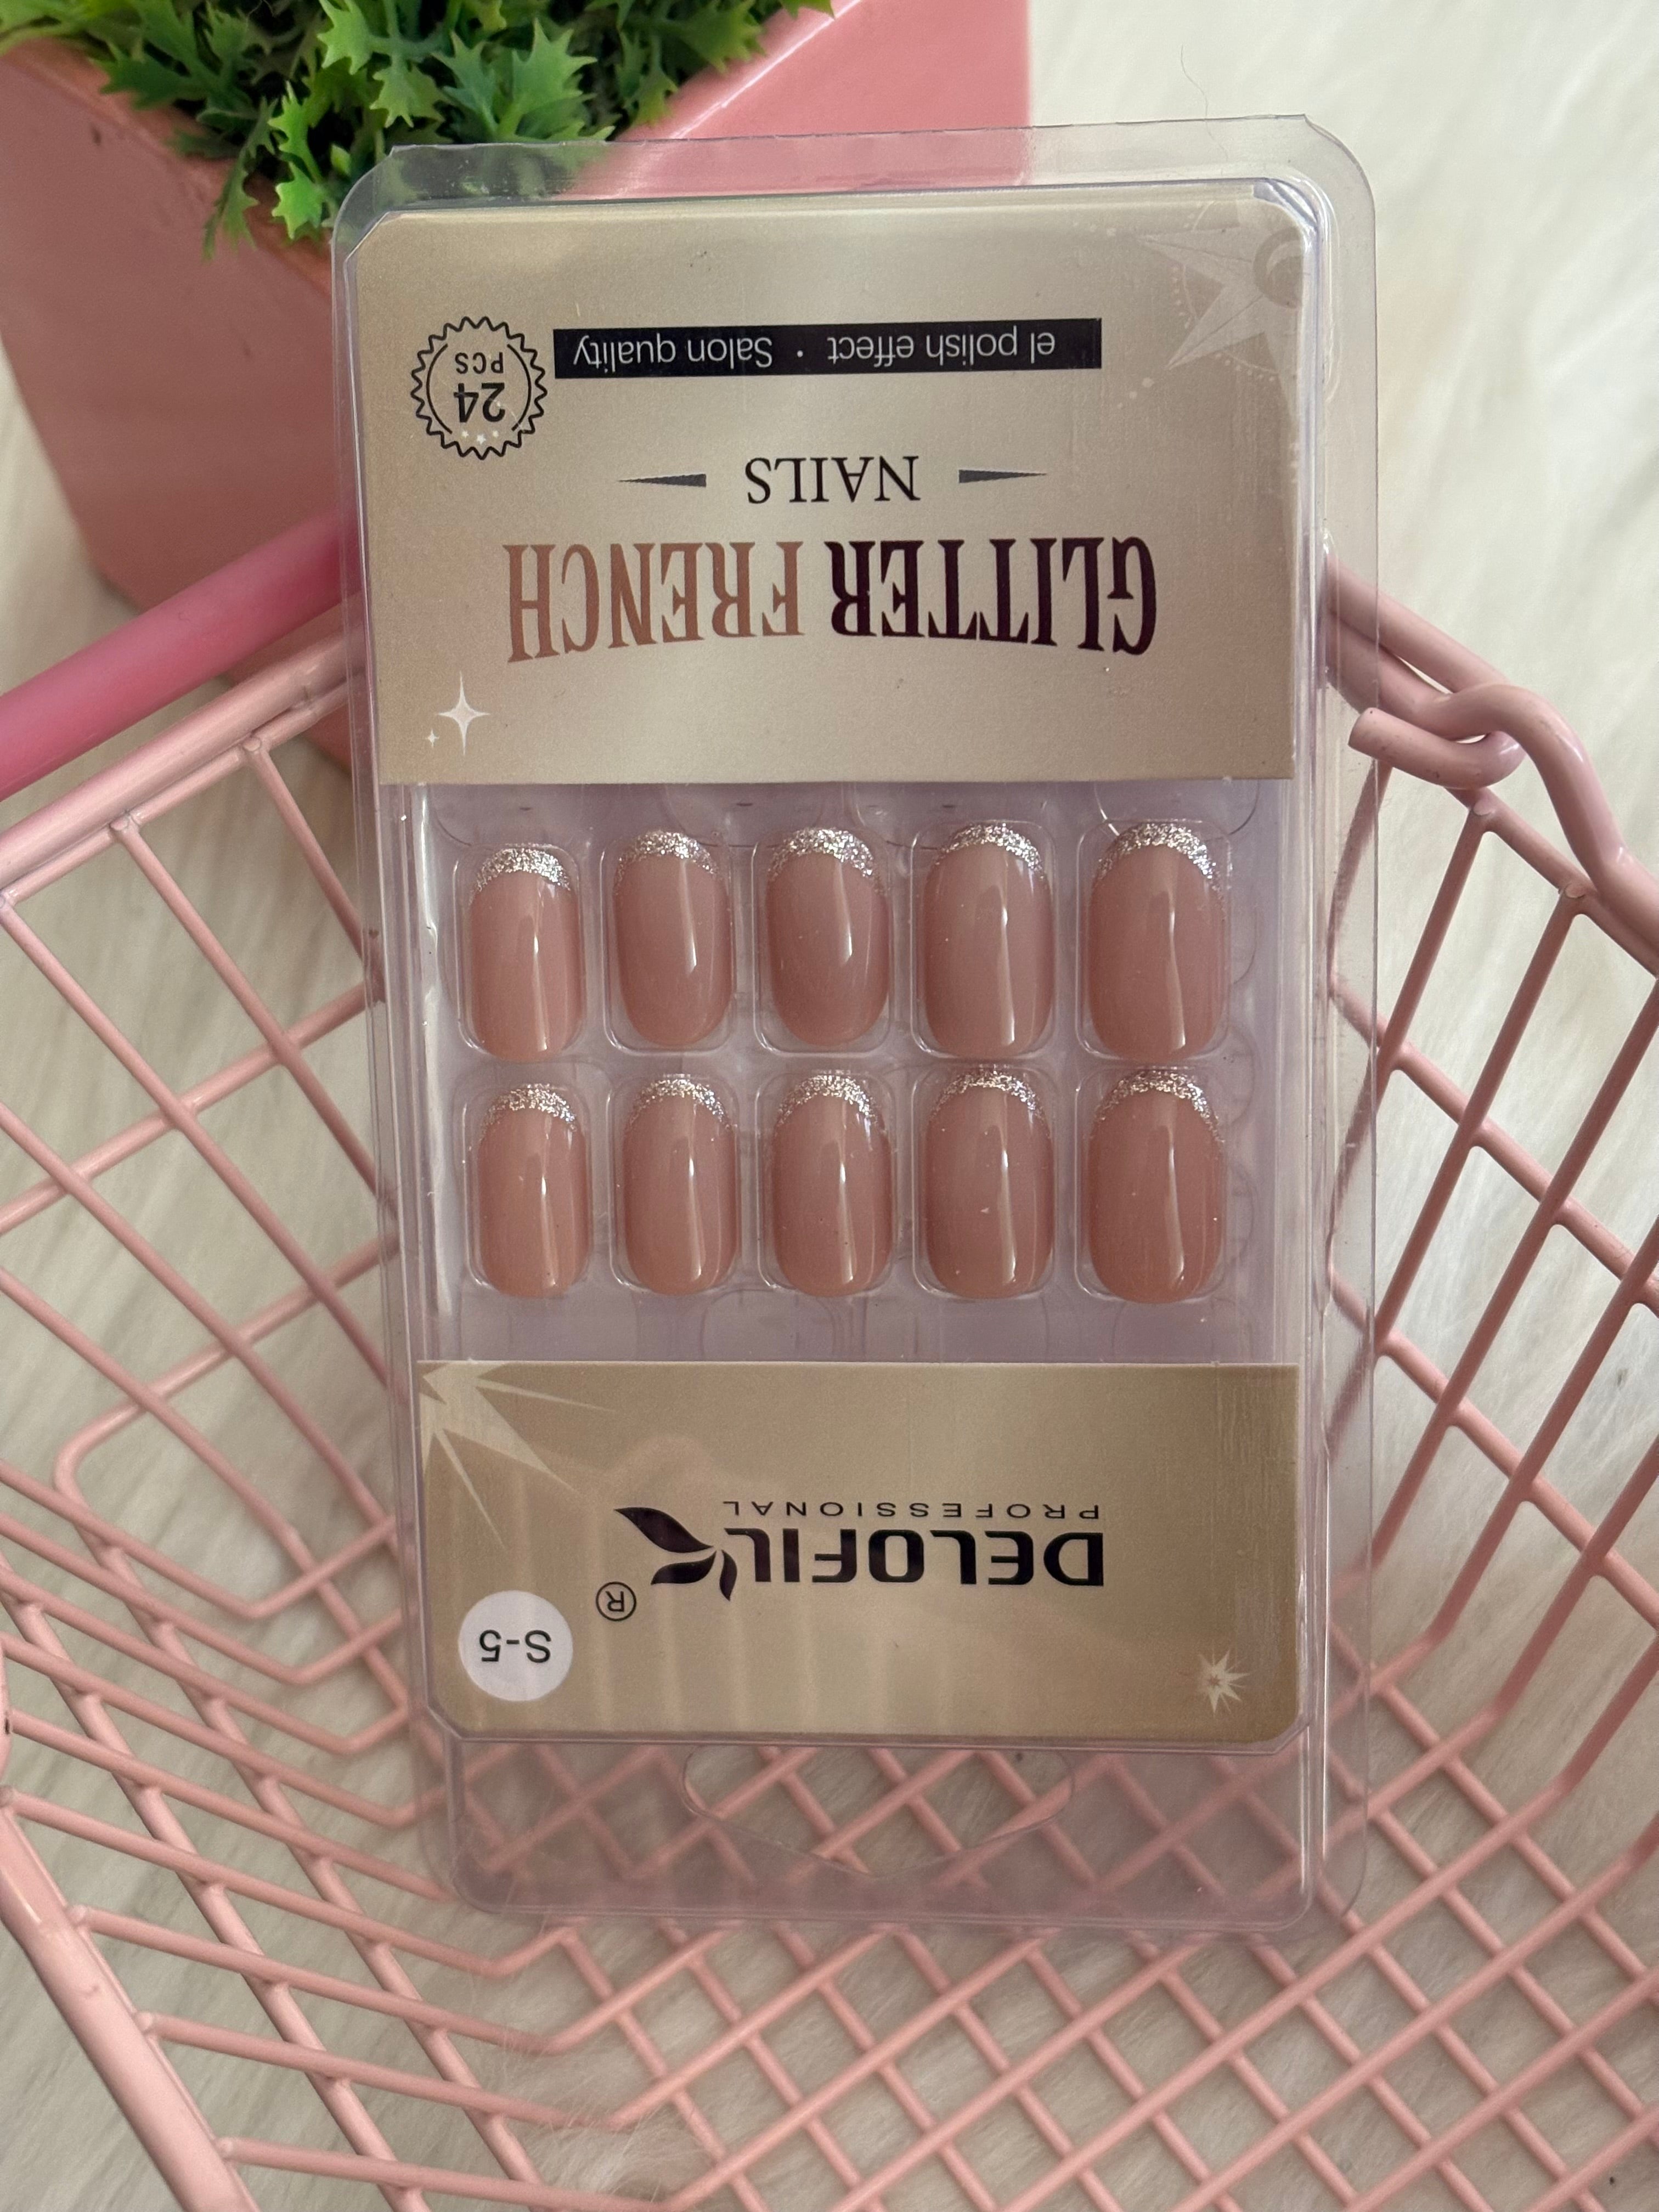 S-5
DELOFIL®
PROFESSIONAL
GLITTER FRENCH
NAILS
el polish effect · Salon quality
24
PCS